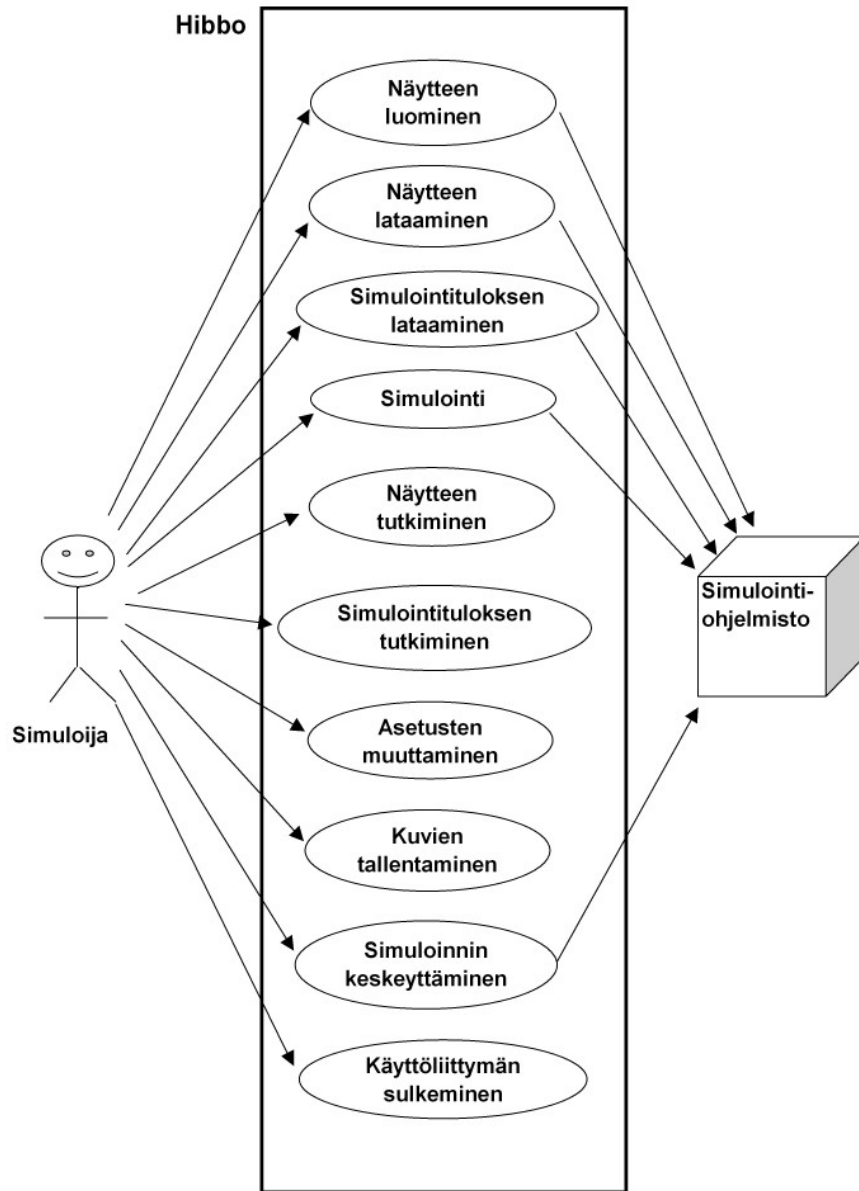 Hibbo
Näytteen
luominen
Näytteen
lataaminen
Simulointituloksen
lataaminen
Simulointi
Näytteen
tutkiminen
Simulointituloksen
tutkiminen
Asetusten
muuttaminen
Kuvien
tallentaminen
Simuloinnin
keskeyttäminen
Käyttöliittymän
sulkeminen
Simuloija
Simulointi-
ohjelmisto